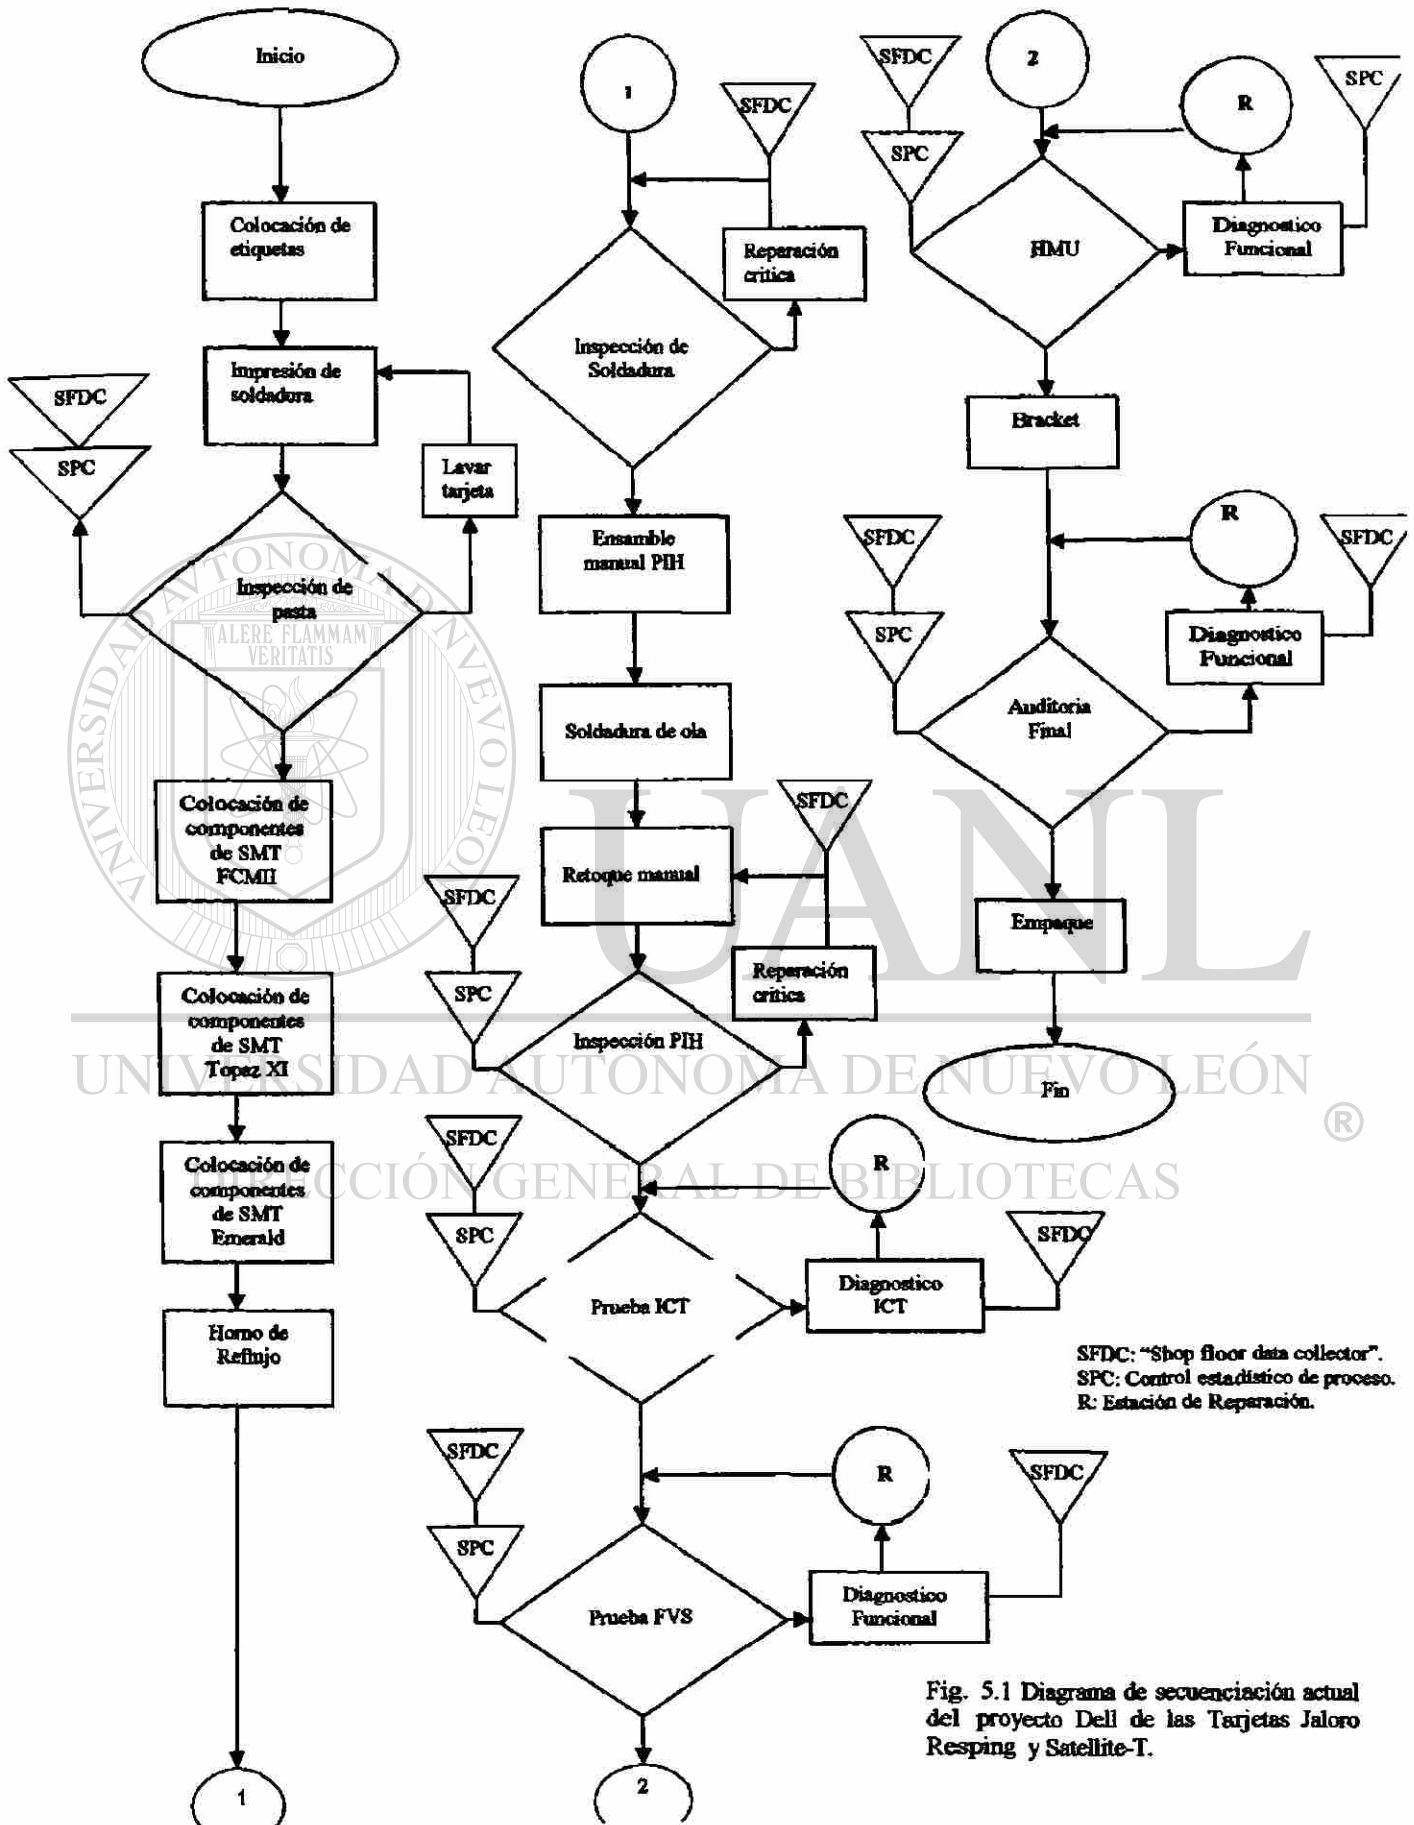 Inicio
Colocación de
etiquetas
Impresión de
soldadura
SFDC
SPC
Lavar
tarjeta
Inspección de
pasta
Colocación de
componentes
de SMT
FCMII
Colocación de
componentes
de SMT
Topaz XI
Colocación de
componentes
de SMT
Emerald
Horno de
Reflujo
1
1
SFDC
Reparación
critica
Inspección de
Soldadura
Ensamble
manual PIH
Soldadura de ola
SFDC
Retoque manual
SFDC
SPC
Reparación
critica
Inspección PIH
SFDC
SPC
R
Prueba ICT
Diagnostico
ICT
SFDC
SFDC
SPC
R
SFDC
Prueba FVS
Diagnostico
Funcional
2
SFDC
2
SPC
R
SPC
HMU
Diagnostico
Funcional
Bracket
SFDC
R
SFDC
SPC
Diagnostico
Funcional
Auditoria
Final
Empaque
Fin
SFDC: “Shop floor data collector”.
SPC: Control estadístico de proceso.
R: Estación de Reparación.
Fig. 5.1 Diagrama de secuenciación actual
del proyecto Dell de las Tarjetas Jaloro
Resping y Satellite-T.
UNIVERSIDAD AUTONOMA DE NUEVO LEON
ALERE FLAMMAM
VERITATIS
UANL
UNIVERSIDAD AUTONOMA DE NUEVO LEÓN
®
DIRECCIÓN GENERAL DE BIBLIOTECAS